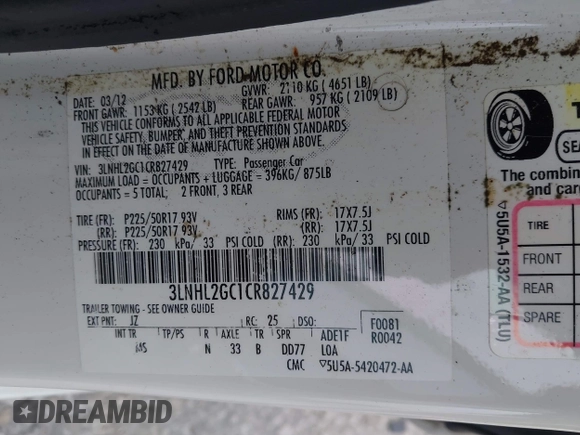 MFD. BY FORD MOTOR CO.
DATE: 03/12 GVWR: 2110 KG ( 4651 LB)
FRONT GAWR: 1153 KG ( 2542 LB) REAR GAWR: 957 KG ( 2109 LB)
THIS VEHICLE CONFORMS TO ALL APPLICABLE FEDERAL MOTOR
VEHICLE SAFETY, BUMPER, AND THEFT PREVENTION STANDARDS
IN EFFECT ON THE DATE OF MANUFACTURE SHOWN ABOVE.
VIN: 3LNHL2GC1CR827429 TYPE: Passenger Car
MAXIMUM LOAD = OCCUPANTS + LUGGAGE = 396KG/ 875LB
OCCUPANTS = 5 TOTAL; 2 FRONT, 3 REAR
TIRE (FR): P225/50R17 93V RIMS (FR): 17X7.5J
(RR): P225/50R17 93V (RR): 17X7.5J
PRESSURE (FR): 230 kPa/ 33 PSI COLD (RR): 230 kPa/ 33 PSI COLD
3LNHL2GC1CR827429
TRAILER TOWING - SEE OWNER GUIDE
EXT PNT: JZ RC: 25 DSO: F0081
INT TR TP/PS R AXLE TR SPR ADE1F R0042
N 33 B DD77 LOA
CMC ▽5U5A-5420472-AA
The combined
and car
TIRE
FRONT
REAR
SPARE
▽5U5A-1532-AA (TLU)
DREAMBID